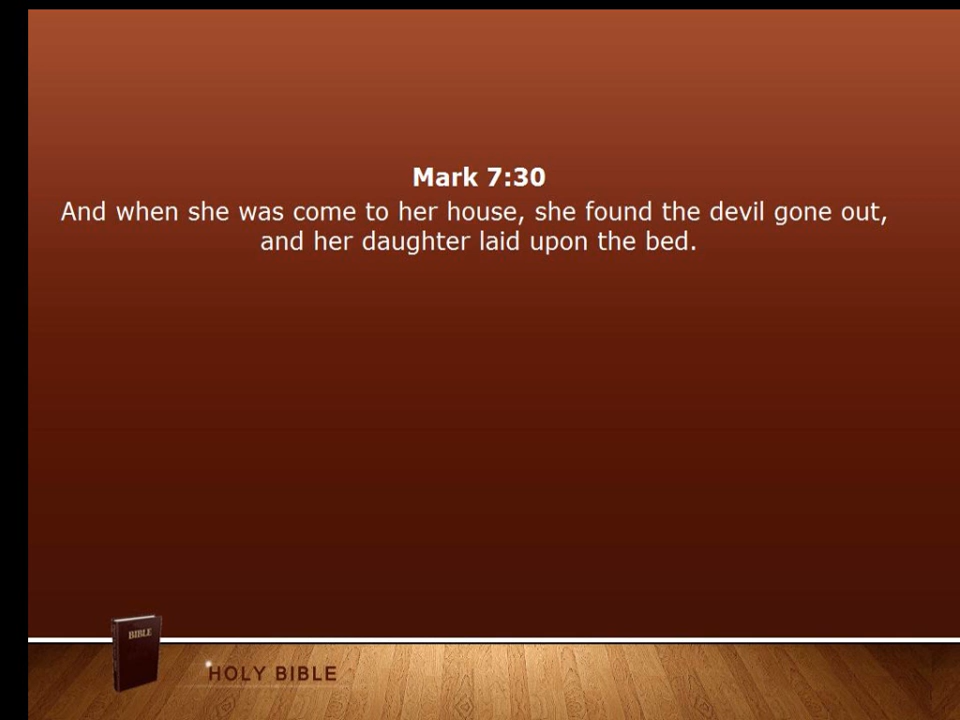 Mark 7:30
And when she was come to her house, she found the devil gone out,
and her daughter laid upon the bed.
BIBLE
HOLY BIBLE